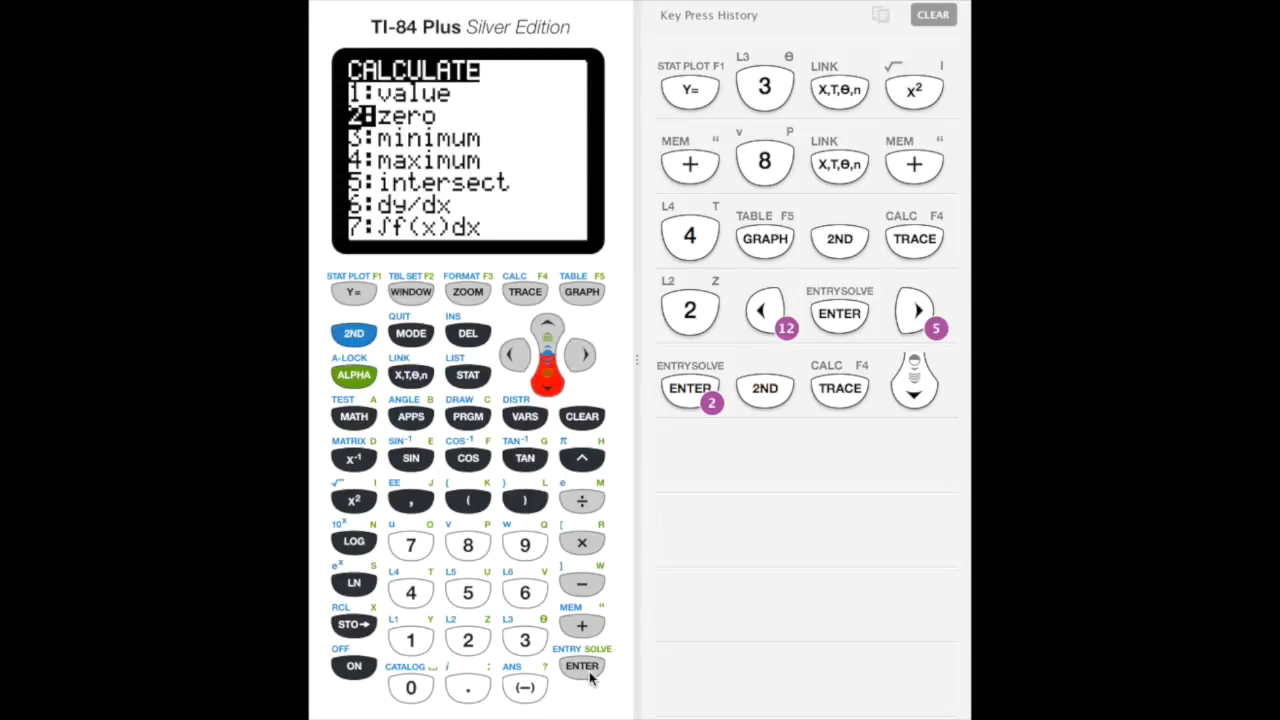 TI-84 Plus Silver Edition
CALCULATE
1:value
2:zero
3:minimum
4:maximum
5:intersect
6:dy/dx
7:∫f(x)dx
STAT PLOT F1 TBL SET F2 FORMAT F3 CALC F4 TABLE F5
Y= WINDOW ZOOM TRACE GRAPH
QUIT INS
2ND MODE DEL
A-LOCK LINK LIST
ALPHA X,T,Θ,n STAT
TEST A ANGLE B DRAW C DISTR
MATH APPS PRGM VARS CLEAR
MATRIX D SIN⁻¹ E COS⁻¹ F TAN⁻¹ G π H
x⁻¹ SIN COS TAN ^
√ I EE J { K } L e M
x² , ( ) ÷
10ˣ N u O v P w Q [ R
LOG 7 8 9 ×
eˣ S L4 T L5 U L6 V ] W
LN 4 5 6 −
RCL X L1 Y L2 Z L3 Θ MEM “
STO→ 1 2 3 +
OFF CATALOG ⎵ i : ANS ? ENTRY SOLVE
ON 0 . (−) ENTER
Key Press History CLEAR
STAT PLOT F1 L3 Θ LINK √ I
Y= 3 X,T,Θ,n x²
MEM “ v P LINK MEM “
+ 8 X,T,Θ,n +
L4 T TABLE F5 CALC F4
4 GRAPH 2ND TRACE
L2 Z ENTRY SOLVE
2 12 ENTER 5
ENTRY SOLVE CALC F4
ENTER 2 2ND TRACE